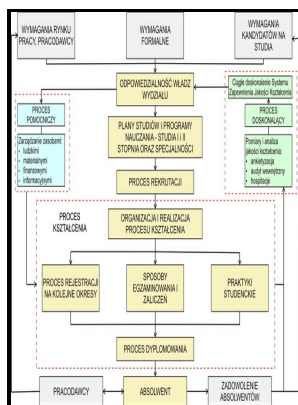 WYMAGANIA RYNKU
PRACY, PRACODAWCY
WYMAGANIA
FORMALNE
WYMAGANIA
KANDYDATÓW NA
STUDIA
ODPOWIEDZIALNOŚĆ WŁADZ
WYDZIAŁU
Ciągłe doskonalenie Systemu
Zapewnienia Jakości Kształcenia
PROCES
POMOCNICZY
Zarządzanie zasobami:
• ludzkimi
• materialnymi
• finansowymi
• informacyjnymi
PLANY STUDIÓW I PROGRAMY
NAUCZANIA - STUDIA I i II
STOPNIA ORAZ SPECJALNOŚCI
PROCES
DOSKONALĄCY
Pomiary i analiza
jakości kształcenia:
• ankietyzacja
• audyt wewnętrzny
• hospitacje
PROCES REKRUTACJI
PROCES
KSZTAŁCENIA
ORGANIZACJA I REALIZACJA
PROCESU KSZTAŁCENIA
PROCES REJESTRACJI
NA KOLEJNE OKRESY
SPOSOBY
EGZAMINOWANIA I
ZALICZEŃ
PRAKTYKI
STUDENCKIE
PROCES DYPLOMOWANIA
PRACODAWCY
ABSOLWENT
ZADOWOLENIE
ABSOLWENTÓW